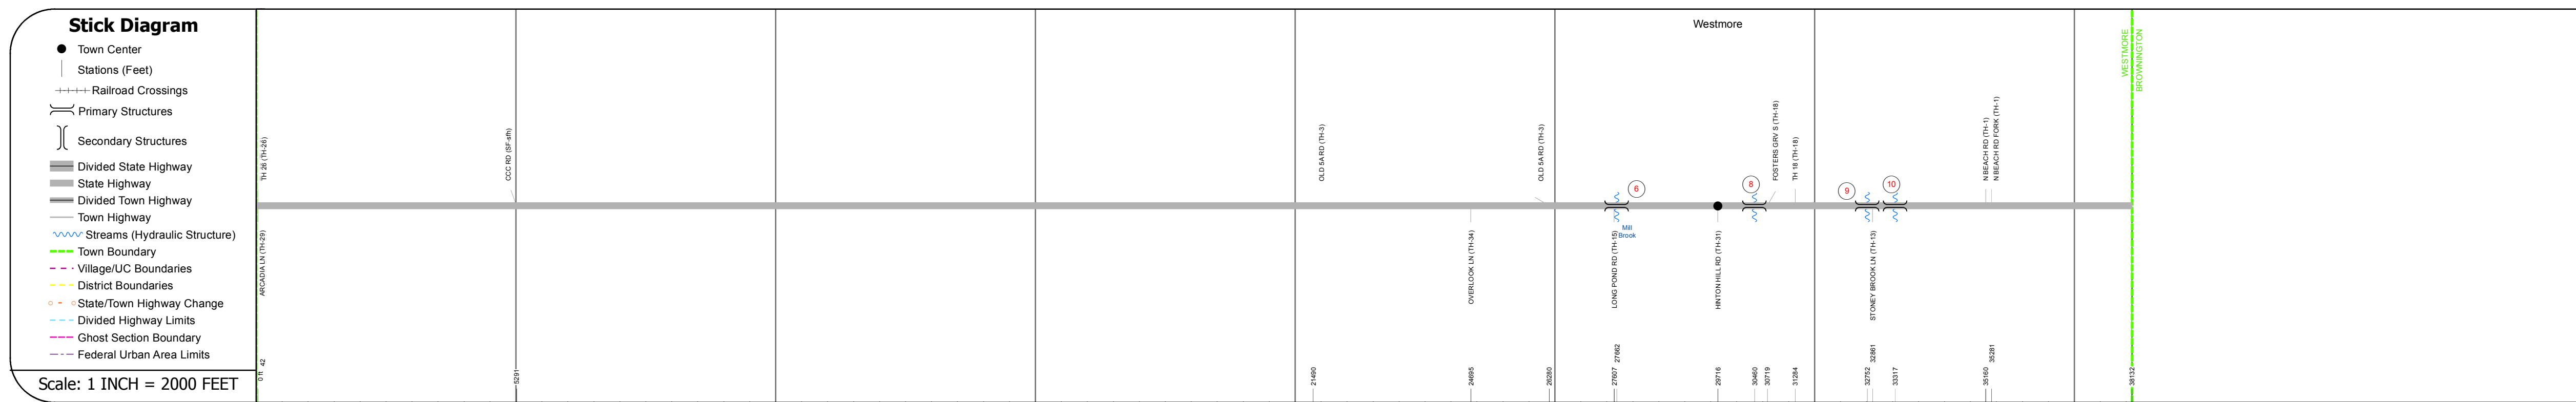 Stick Diagram
Town Center
Stations (Feet)
Railroad Crossings
Primary Structures
Secondary Structures
Divided State Highway
State Highway
Divided Town Highway
Town Highway
Streams (Hydraulic Structure)
Town Boundary
Village/UC Boundaries
District Boundaries
State/Town Highway Change
Divided Highway Limits
Ghost Section Boundary
Federal Urban Area Limits
Scale: 1 INCH = 2000 FEET
Westmore
WESTMORE
BROWNINGTON
TH 26 (TH-26)
CCC RD (SF-sfh)
OLD 5A RD (TH-3)
OLD 5A RD (TH-3)
FOSTERS GRV S (TH-18)
TH 18 (TH-18)
N BEACH RD (TH-1)
N BEACH RD FORK (TH-1)
6
8
9
10
Mill
Brook
ARCADIA LN (TH-29)
OVERLOOK LN (TH-34)
LONG POND RD (TH-15)
HINTON HILL RD (TH-31)
STONEY BROOK LN (TH-13)
0 ft
42
5291
21490
24695
26280
27607
27662
29716
30460
30719
31284
32752
32861
33317
35160
35281
38132